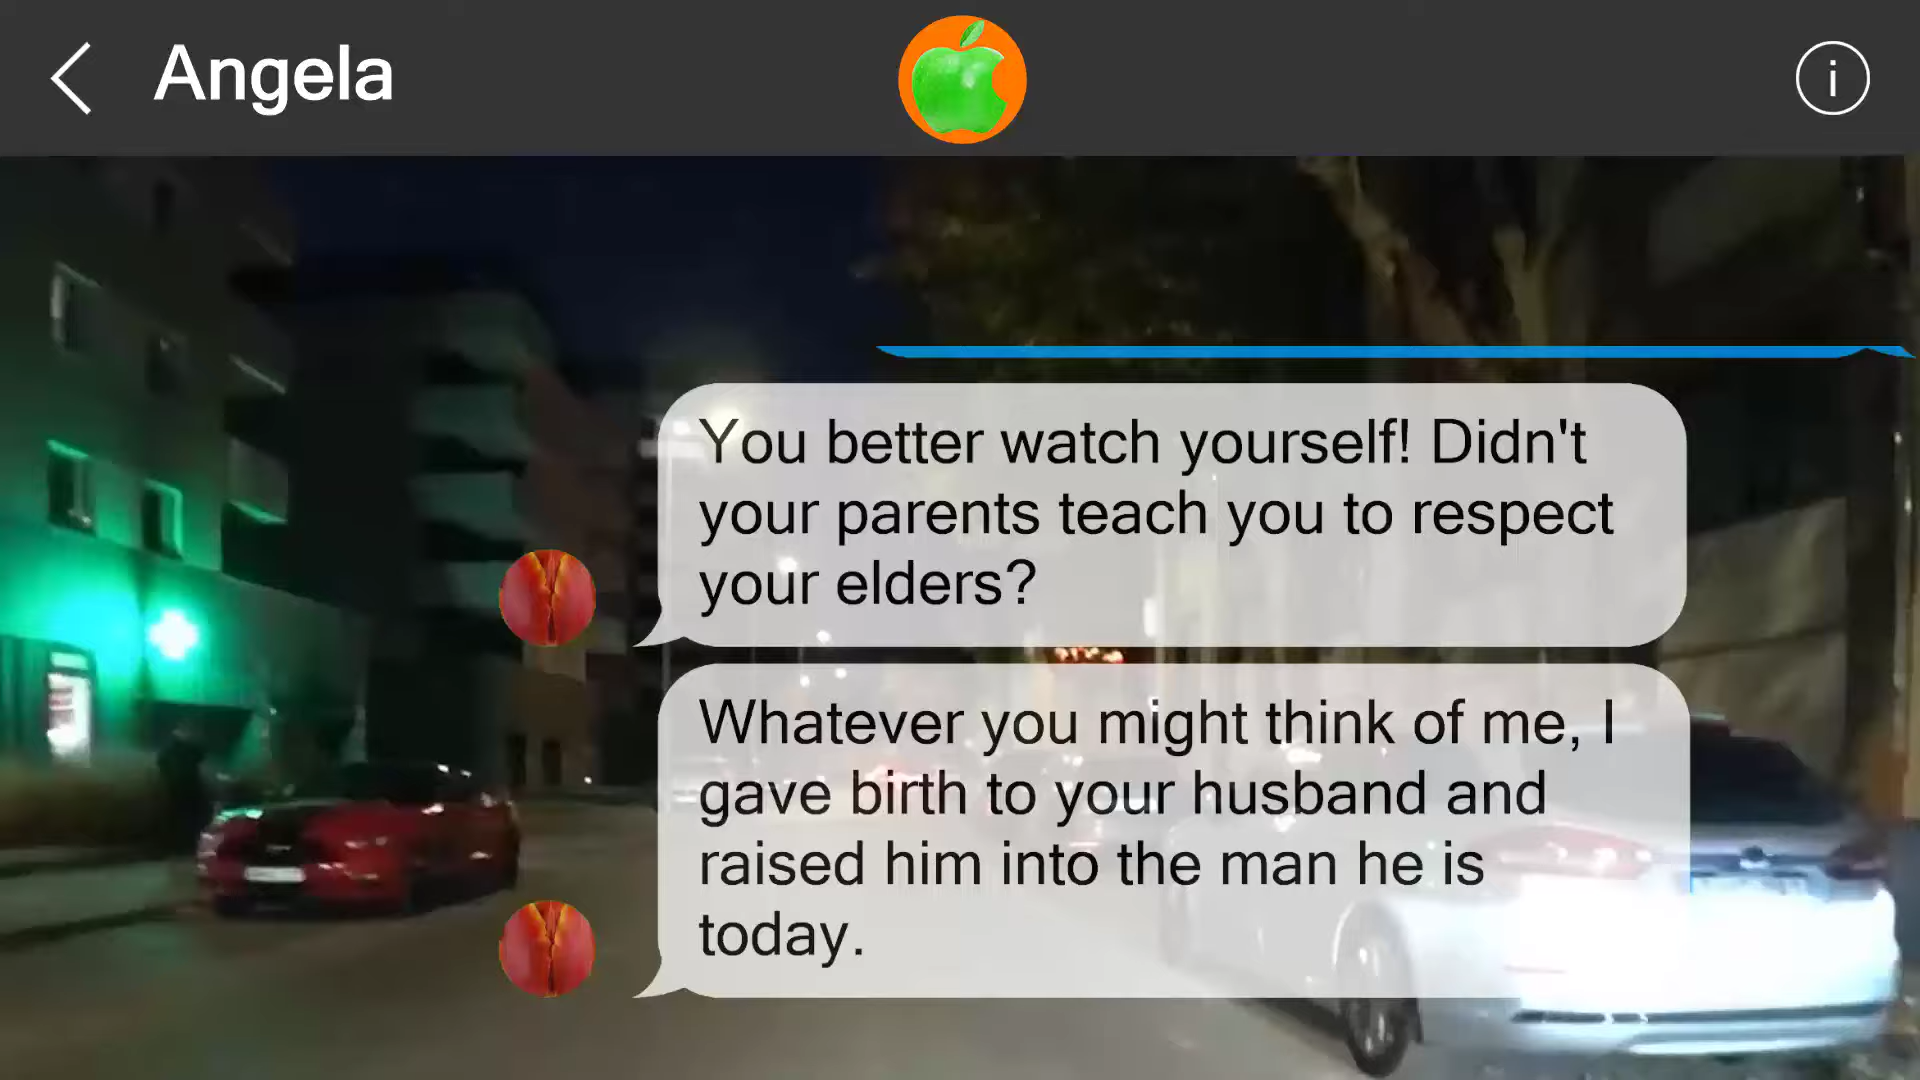 Angela
You better watch yourself! Didn't
your parents teach you to respect
your elders?
Whatever you might think of me, I
gave birth to your husband and
raised him into the man he is
today.